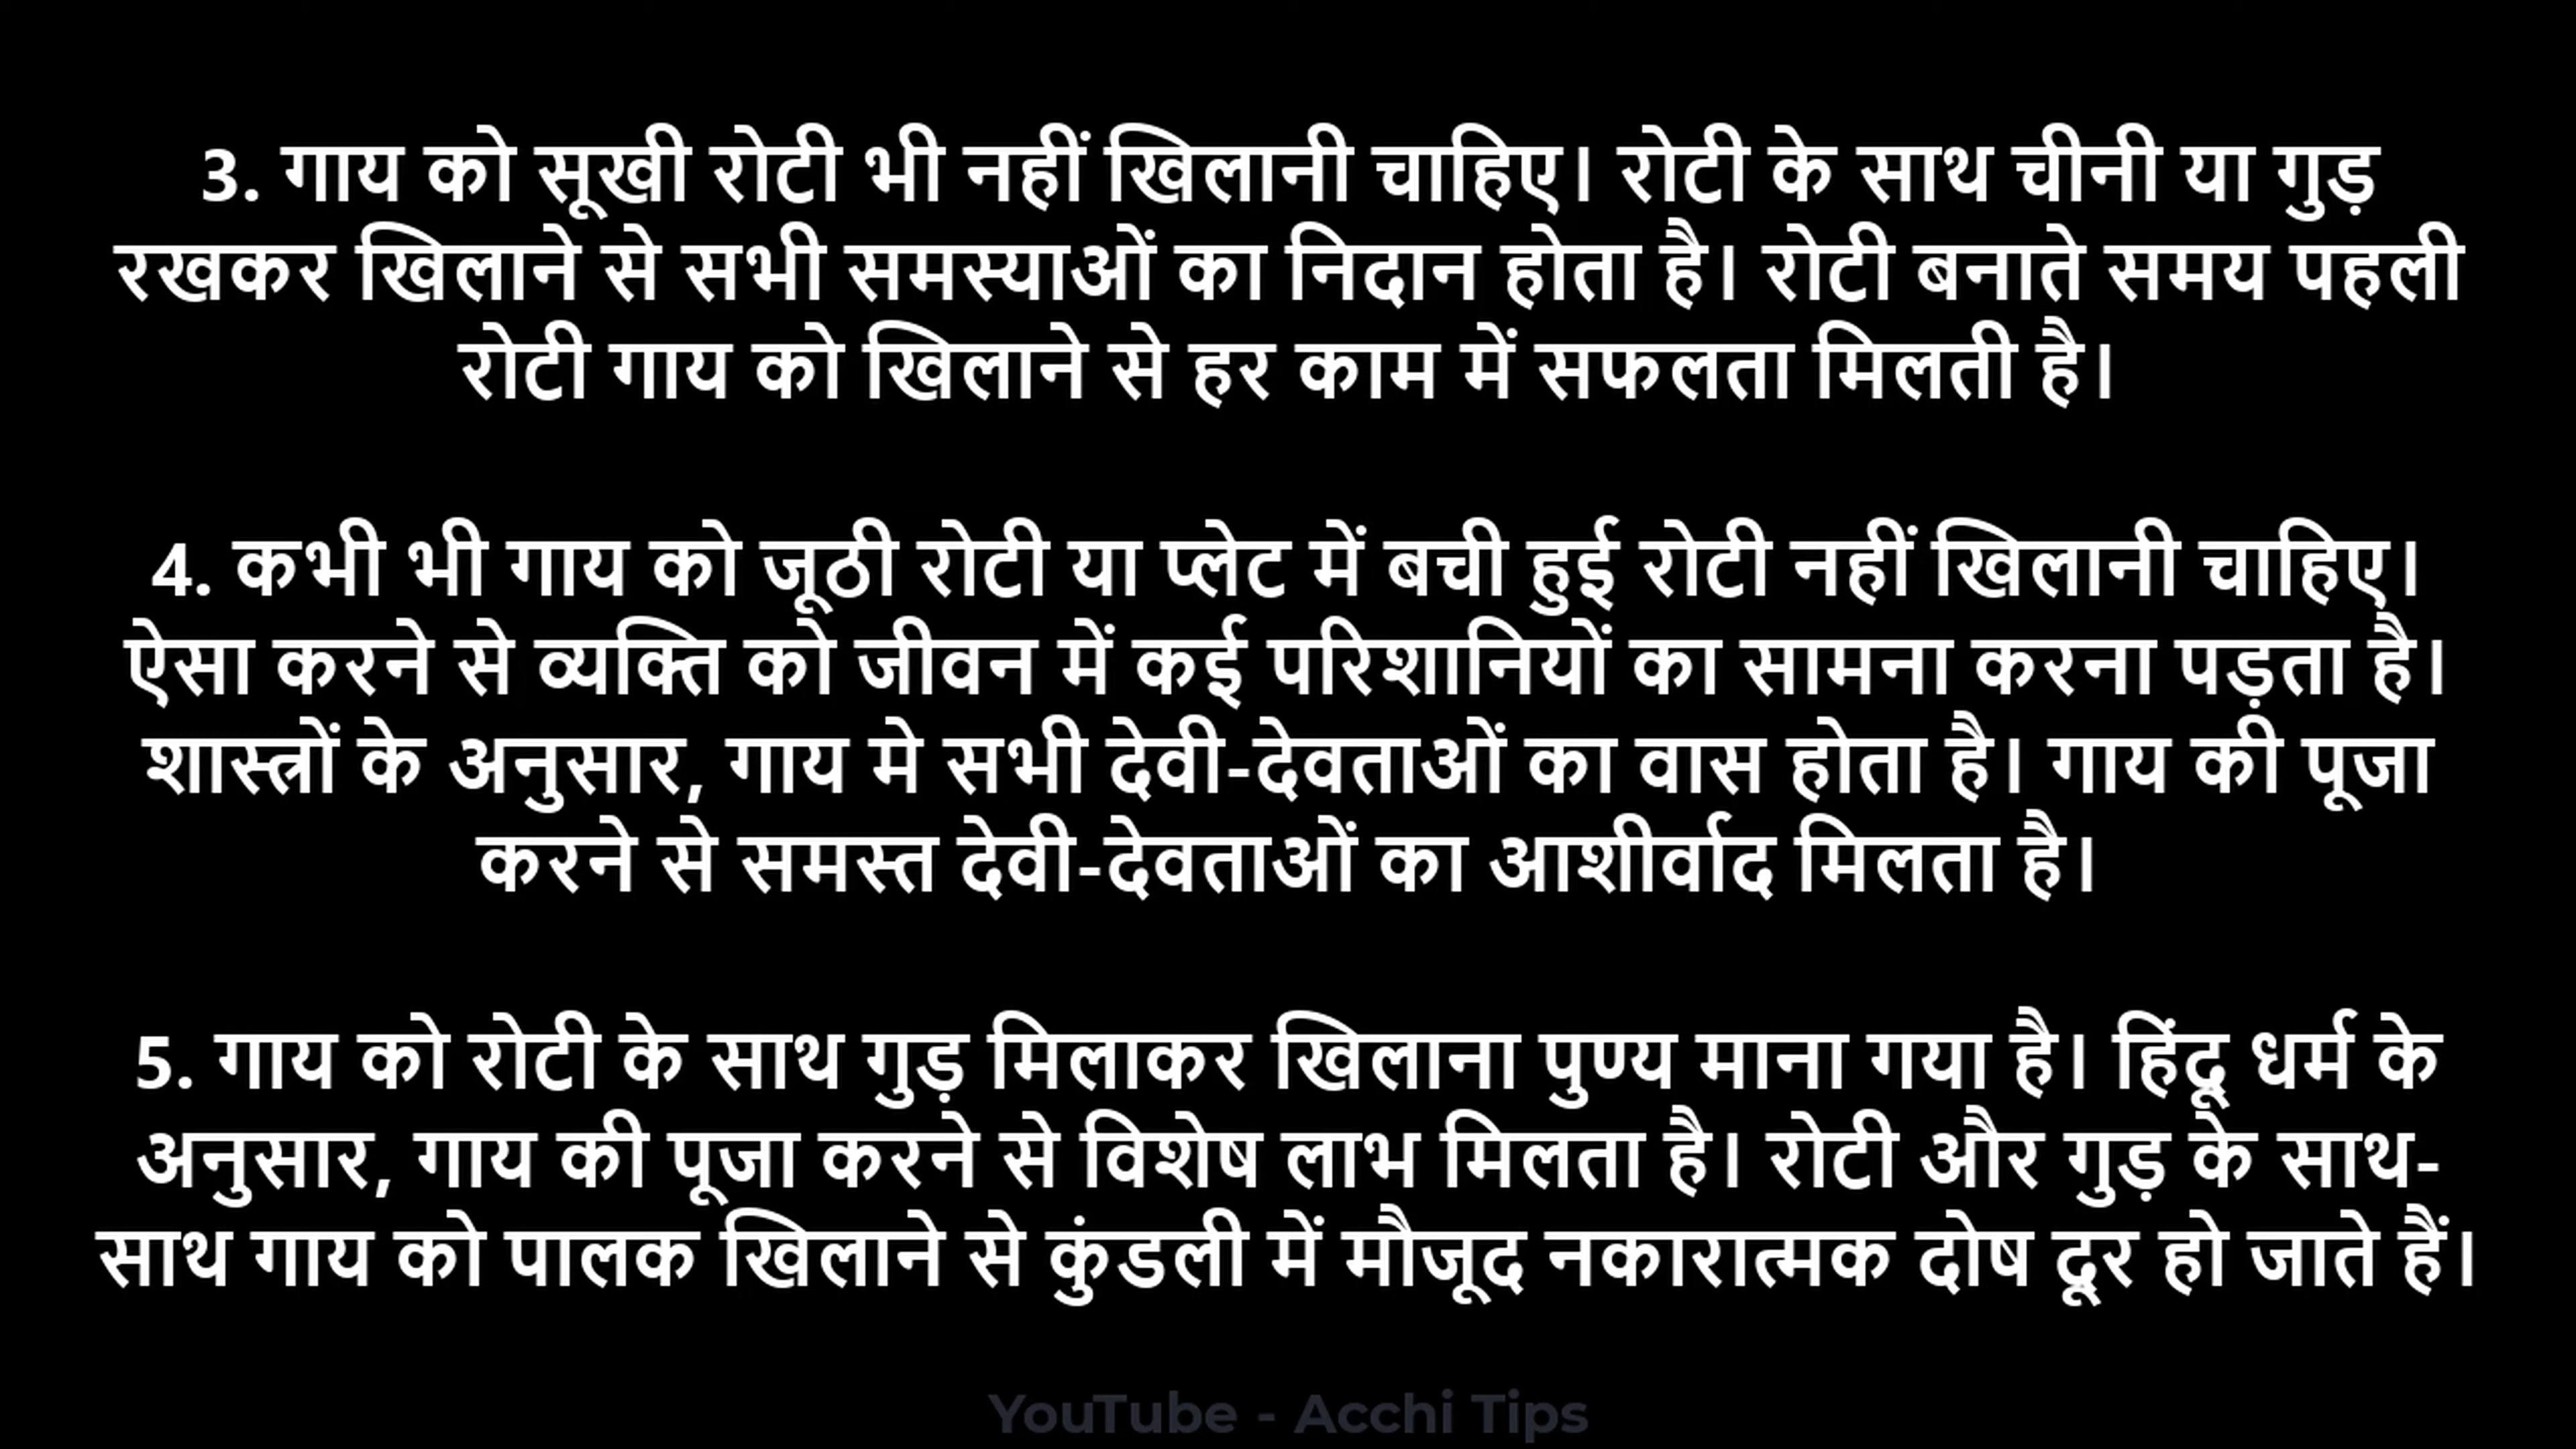 3. गाय को सूखी रोटी भी नहीं खिलानी चाहिए। रोटी के साथ चीनी या गुड़
रखकर खिलाने से सभी समस्याओं का निदान होता है। रोटी बनाते समय पहली
रोटी गाय को खिलाने से हर काम में सफलता मिलती है।
4. कभी भी गाय को जूठी रोटी या प्लेट में बची हुई रोटी नहीं खिलानी चाहिए।
ऐसा करने से व्यक्ति को जीवन में कई परिशानियों का सामना करना पड़ता है।
शास्त्रों के अनुसार, गाय मे सभी देवी-देवताओं का वास होता है। गाय की पूजा
करने से समस्त देवी-देवताओं का आशीर्वाद मिलता है।
5. गाय को रोटी के साथ गुड़ मिलाकर खिलाना पुण्य माना गया है। हिंदू धर्म के
अनुसार, गाय की पूजा करने से विशेष लाभ मिलता है। रोटी और गुड़ के साथ-
साथ गाय को पालक खिलाने से कुंडली में मौजूद नकारात्मक दोष दूर हो जाते हैं।
YouTube - Acchi Tips